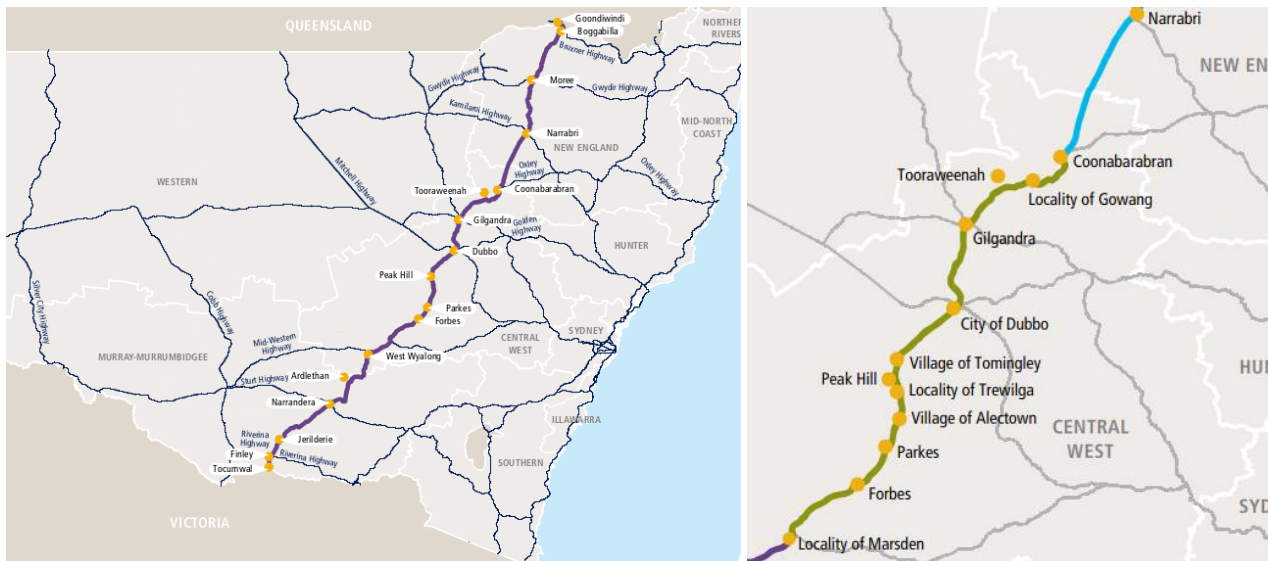 QUEENSLAND
Goondiwindi
Boggabilla
NORTHERN
RIVERS
Bruxner Highway
Gwydir Highway
Moree
Gwydir Highway
Kamilaroi Highway
MID-NORTH
COAST
Narrabri
NEW ENGLAND
Mitchell Highway
Oxley
Highway
Oxley Highway
WESTERN
Tooraweenah
Coonabarabran
Gilgandra
Golden
Highway
HUNTER
Dubbo
Peak Hill
Silver City Highway
Cobb Highway
Parkes
Forbes
SYDNEY
Mid-Western
Highway
CENTRAL
WEST
MURRAY-MURRUMBIDGEE
West Wyalong
Sturt Highway
Ardlethan
Narrandera
ILLAWARRA
Riverina
Highway
Jerilderie
Finley
Riverina Highway
Tocumwal
SOUTHERN
VICTORIA
Narrabri
NEW EN
Coonabarabran
Tooraweenah
Locality of Gowang
Gilgandra
City of Dubbo
Village of Tomingley
Peak Hill
Locality of Trewilga
HUN
Village of Alectown
CENTRAL
WEST
Parkes
Forbes
SYD
Locality of Marsden